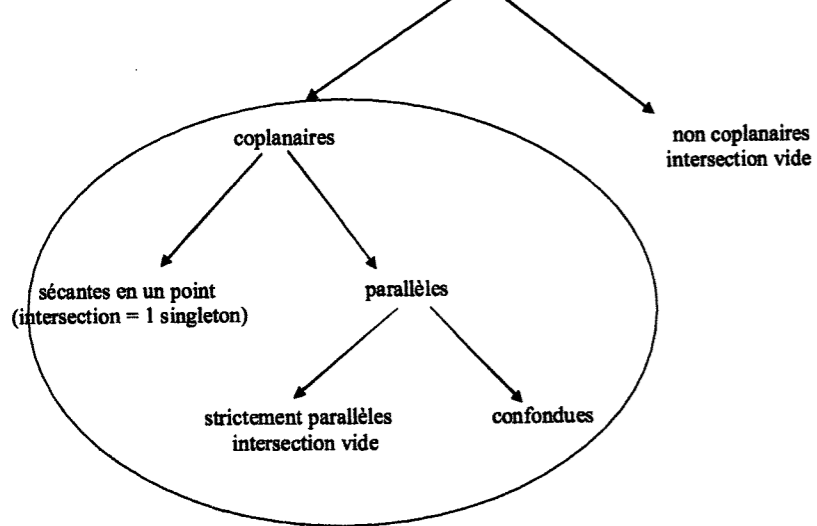 coplanaires
non coplanaires
intersection vide
sécantes en un point
(intersection = 1 singleton)
parallèles
strictement parallèles
intersection vide
confondues